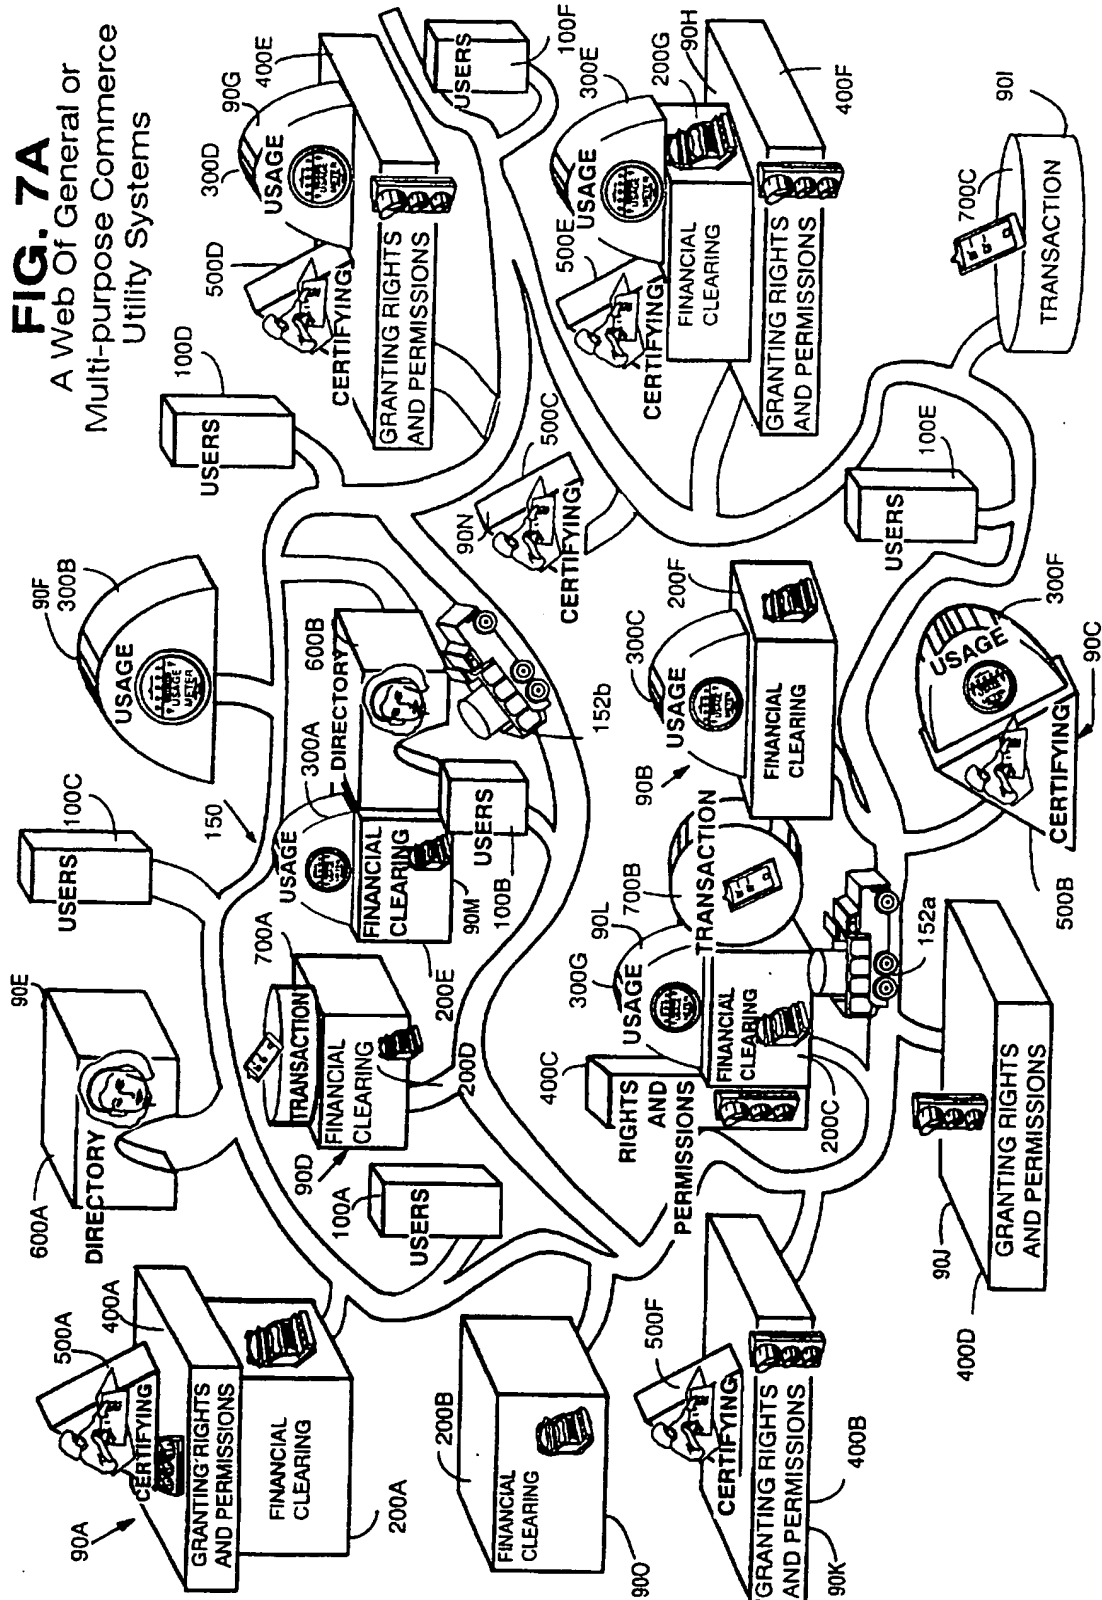 FIG. 7A
A Web Of General or
Multi-purpose Commerce
Utility Systems
90A
500A
400A
CERTIFYING
GRANTING RIGHTS
AND PERMISSIONS
FINANCIAL
CLEARING
200A
600A
DIRECTORY
90E
USERS
100C
150
90F
300B
USAGE
USAGE
METER
USERS
100D
500D
300D
90G
400E
USAGE
USAGE
METER
CERTIFYING
GRANTING RIGHTS
AND PERMISSIONS
90D
100A
USERS
700A
TRANSACTION
FINANCIAL
CLEARING
200D
USAGE
300A
DIRECTORY
600B
FINANCIAL
CLEARING
200E
90M
USERS
100B
152b
90N
500C
CERTIFYING
USERS
100F
200B
FINANCIAL
CLEARING
90O
500E
300E
200G
90H
USAGE
CERTIFYING
FINANCIAL
CLEARING
GRANTING RIGHTS
AND PERMISSIONS
400F
500F
CERTIFYING
GRANTING RIGHTS
AND PERMISSIONS
400B
90K
400C
RIGHTS
AND
PERMISSIONS
PERMISSIONS
300G
90L
700B
USAGE
TRANSACTION
FINANCIAL
CLEARING
200C
90B
300C
200F
USAGE
FINANCIAL
CLEARING
152a
USERS
100E
700C
90I
TRANSACTION
90J
400D
GRANTING RIGHTS
AND PERMISSIONS
500B
CERTIFYING
USAGE
300F
90C